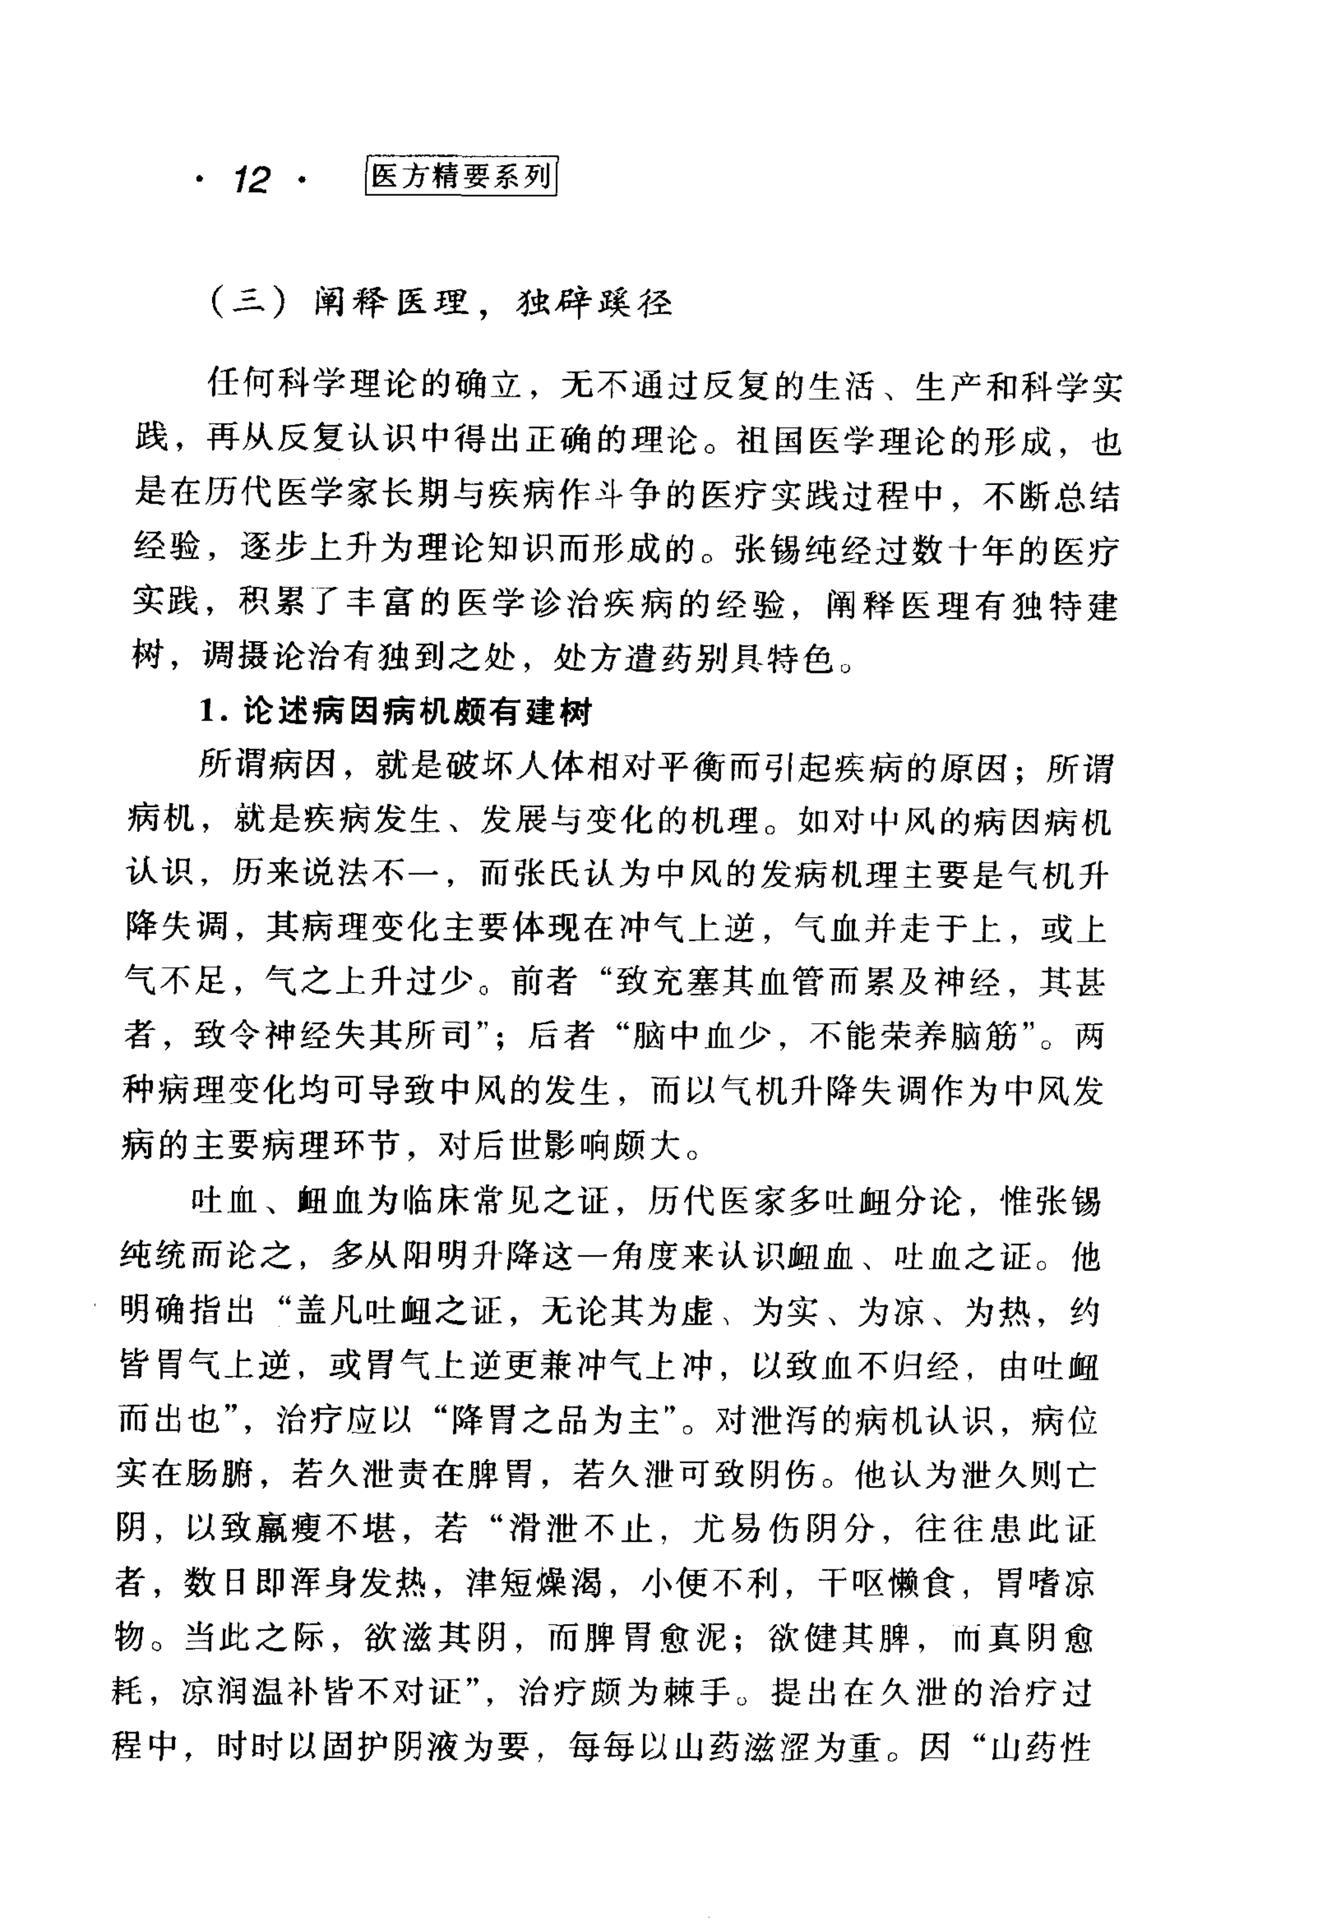 · 12 · 医方精要系列
(三) 阐释医理，独辟蹊径
任何科学理论的确立，无不通过反复的生活、生产和科学实
践，再从反复认识中得出正确的理论。祖国医学理论的形成，也
是在历代医学家长期与疾病作斗争的医疗实践过程中，不断总结
经验，逐步上升为理论知识而形成的。张锡纯经过数十年的医疗
实践，积累了丰富的医学诊治疾病的经验，阐释医理有独特建
树，调摄论治有独到之处，处方遣药别具特色。
1. 论述病因病机颇有建树
所谓病因，就是破坏人体相对平衡而引起疾病的原因；所谓
病机，就是疾病发生、发展与变化的机理。如对中风的病因病机
认识，历来说法不一，而张氏认为中风的发病机理主要是气机升
降失调，其病理变化主要体现在冲气上逆，气血并走于上，或上
气不足，气之上升过少。前者“致充塞其血管而累及神经，其甚
者，致令神经失其所司”；后者“脑中血少，不能荣养脑筋”。两
种病理变化均可导致中风的发生，而以气机升降失调作为中风发
病的主要病理环节，对后世影响颇大。
吐血、衄血为临床常见之证，历代医家多吐衄分论，惟张锡
纯统而论之，多从阳明升降这一角度来认识衄血、吐血之证。他
明确指出“盖凡吐衄之证，无论其为虚、为实、为凉、为热，约
皆胃气上逆，或胃气上逆更兼冲气上冲，以致血不归经，由吐衄
而出也”，治疗应以“降胃之品为主”。对泄泻的病机认识，病位
实在肠腑，若久泄责在脾胃，若久泄可致阴伤。他认为泄久则亡
阴，以致羸瘦不堪，若“滑泄不止，尤易伤阴分，往往患此证
者，数日即浑身发热，津短燥渴，小便不利，干呕懒食，胃嗜凉
物。当此之际，欲滋其阴，而脾胃愈泥；欲健其脾，而真阴愈
耗，凉润温补皆不对证”，治疗颇为棘手。提出在久泄的治疗过
程中，时时以固护阴液为要，每每以山药滋涩为重。因“山药性